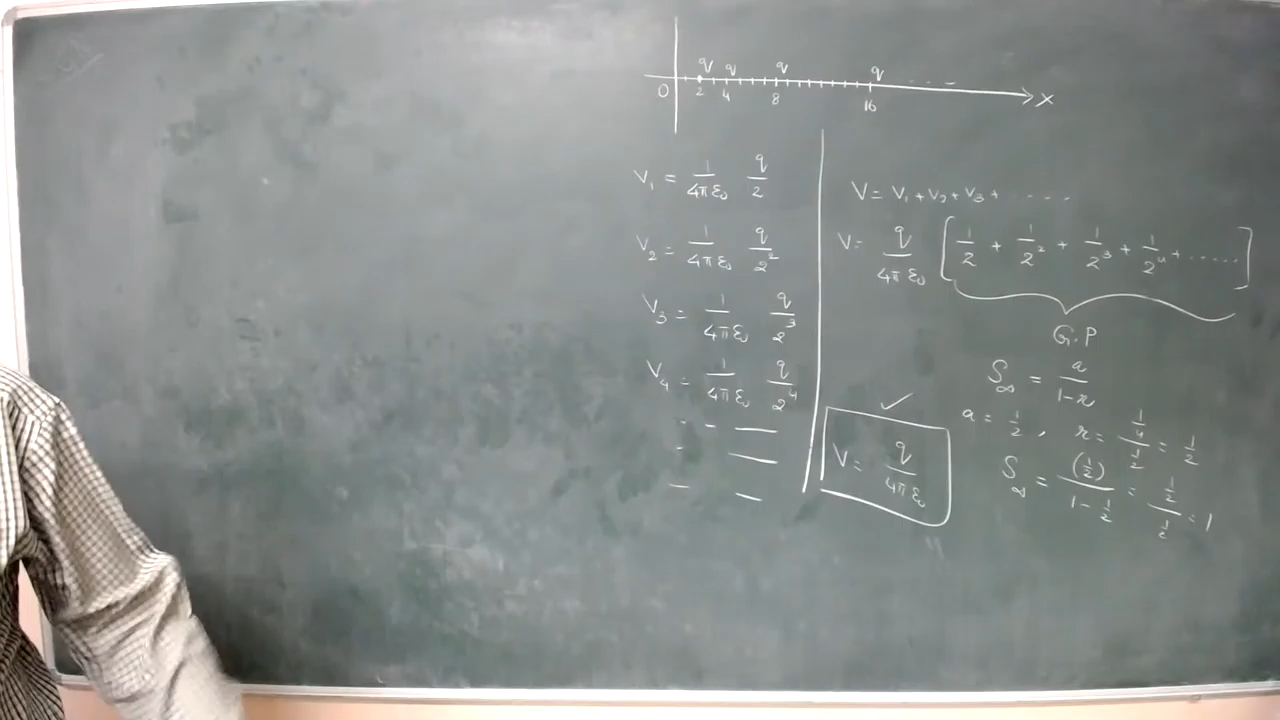 q q q q - - -
O 2 4 8 16 X
V₁ = 1/4πε₀ q/2
V₂ = 1/4πε₀ q/2²
V₃ = 1/4πε₀ q/2³
V₄ = 1/4πε₀ q/2⁴
V = V₁ + V₂ + V₃ + - - - - -
V = q/4πε₀ [1/2 + 1/2² + 1/2³ + 1/2⁴ + .....]
G.P
S∞ = a/1-r
a = 1/2, r = (1/4)/(1/2) = 1/2
S∞ = (1/2)/(1 - 1/2) = (1/2)/(1/2) = 1
V = q/4πε₀ ✓